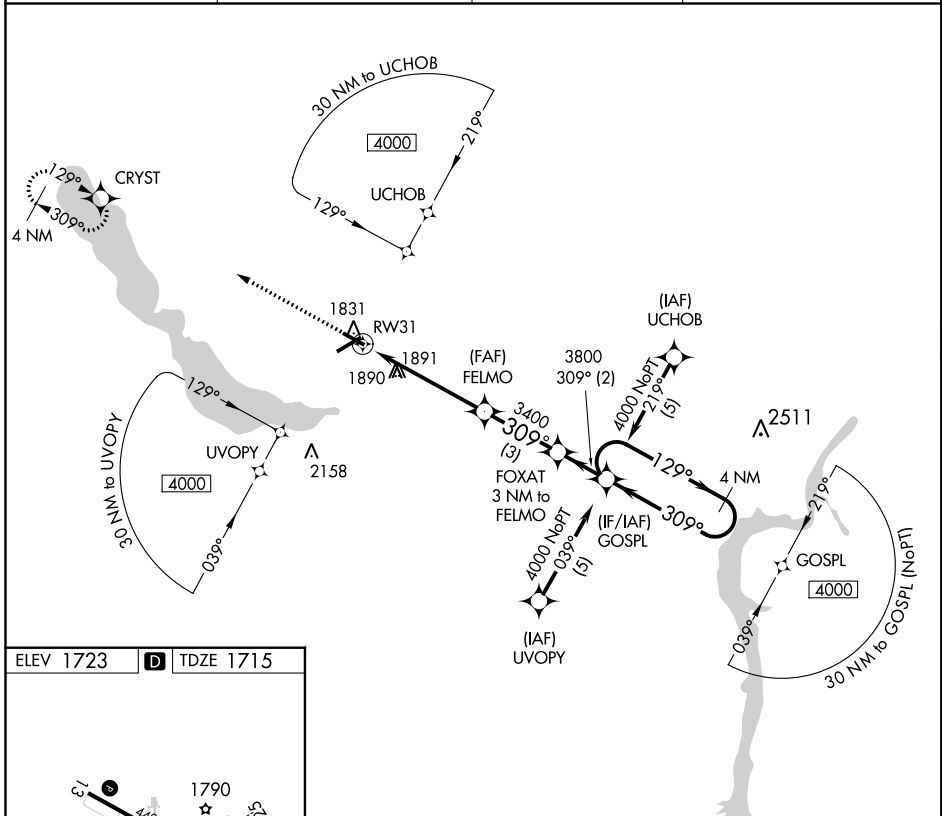 30 NM to UCHOB
4000
219°
UCHOB
129°
129°
CRYST
309°
4 NM
1831
RW31
1891
1890
(FAF)
FELMO
3800
309° (2)
(IAF)
UCHOB
4000 NoPT
219°
(5)
2511
3400
309°
(3)
129°
4 NM
FOXAT
3 NM to
FELMO
309°
(IF/IAF)
GOSPL
4000 NoPT
039°
(5)
(IAF)
UVOPY
129°
UVOPY
2158
4000
30 NM to UVOPY
039°
219°
GOSPL
4000
039°
30 NM to GOSPL (NoPT)
ELEV 1723
D
TDZE 1715
13
P
1790